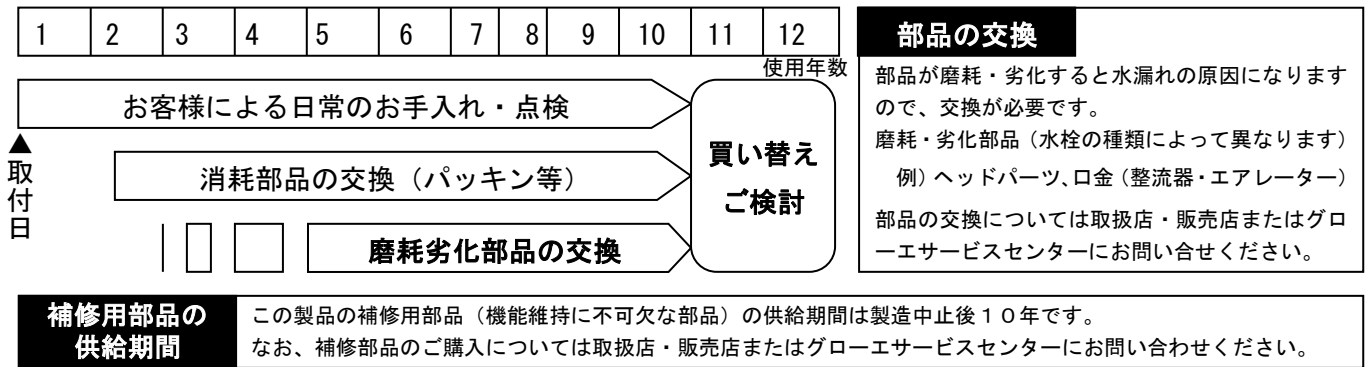 1 2 3 4 5 6 7 8 9 10 11 12
使用年数
お客様による日常のお手入れ・点検
▲取付日
消耗部品の交換（パッキン等）
磨耗劣化部品の交換
買い替え
ご検討
部品の交換
部品が磨耗・劣化すると水漏れの原因になります
ので、交換が必要です。
磨耗・劣化部品（水栓の種類によって異なります）
例）ヘッドパーツ、口金（整流器・エアレーター）
部品の交換については取扱店・販売店またはグロ
ーエサービスセンターにお問い合せください。
補修用部品の
供給期間
この製品の補修用部品（機能維持に不可欠な部品）の供給期間は製造中止後１０年です。
なお、補修部品のご購入については取扱店・販売店またはグローエサービスセンターにお問い合わせください。